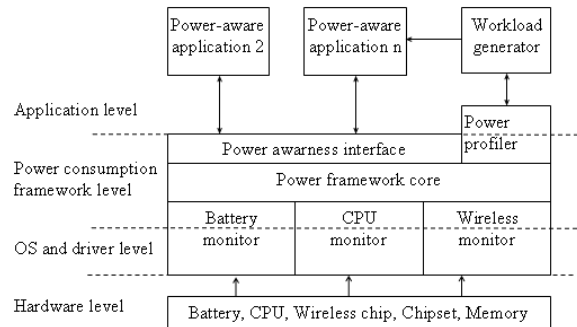 Power-aware
application 2
Power-aware
application n
Workload
generator
Application level
Power
profiler
Power awarness interface
Power consumption
framework level
Power framework core
Battery
monitor
CPU
monitor
Wireless
monitor
OS and driver level
Hardware level
Battery, CPU, Wireless chip, Chipset, Memory